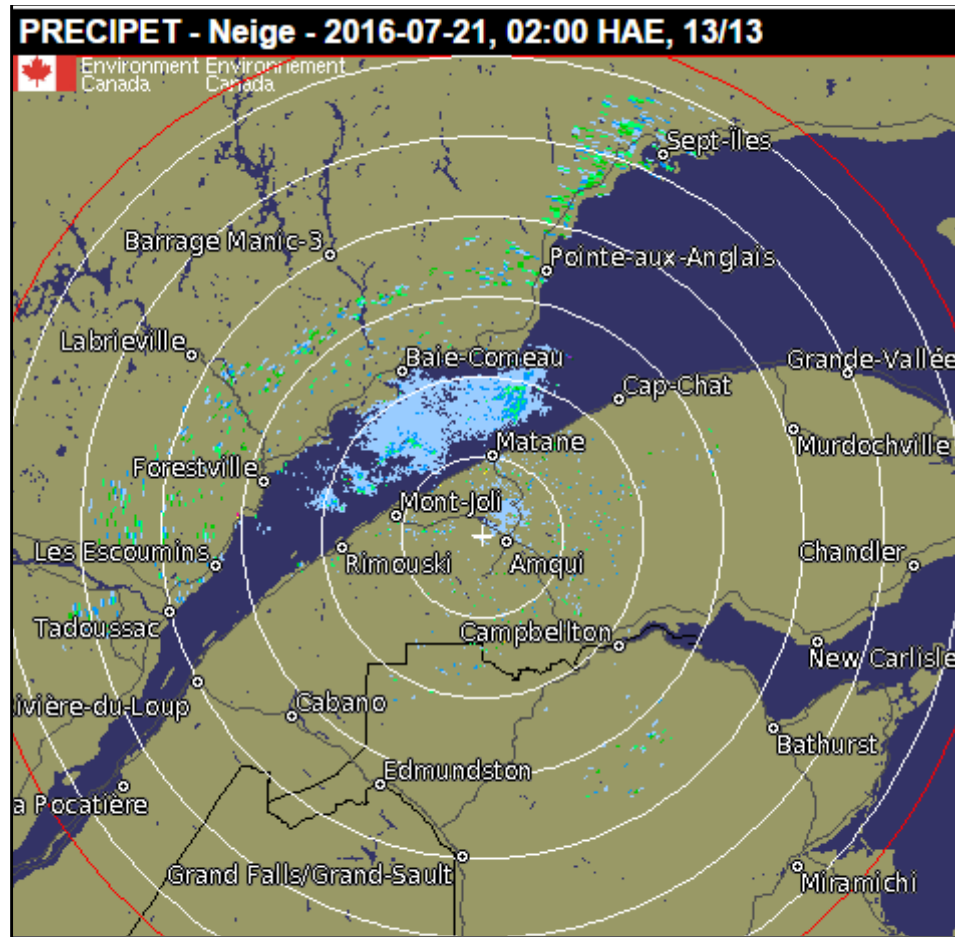 PRECIPET - Neige - 2016-07-21, 02:00 HAE, 13/13
Environment Environnement
Canada Canada
Sept-Îles
Barrage Manic-3
Pointe-aux-Anglais
Labrieville
Baie-Comeau
Grande-Vallée
Cap-Chat
Matane
Murdochville
Forestville
Mont-Joli
Les Escoumins
Rimouski
Amqui
Chandler
Tadoussac
Campbellton
New Carlisle
ivière-du-Loup
Cabano
Bathurst
Edmundston
a Pocatière
Grand Falls/Grand-Sault
Miramichi